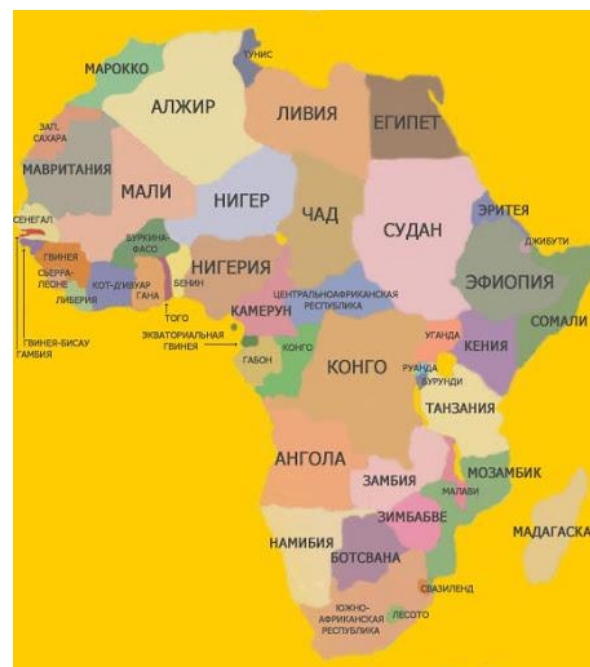 ТУНИС
МАРОККО
АЛЖИР
ЛИВИЯ
ЕГИПЕТ
ЗАП.
САХАРА
МАВРИТАНИЯ
МАЛИ
НИГЕР
ЧАД
СУДАН
ЭРИТЕЯ
СЕНЕГАЛ
ДЖИБУТИ
БУРКИНА-
ФАСО
ГВИНЕЯ
НИГЕРИЯ
ЭФИОПИЯ
СЬЕРРА-
ЛЕОНЕ
КОТ-Д'ИВУАР
ГАНА
БЕНИН
ЛИБЕРИЯ
ЦЕНТРАЛЬНОАФРИКАНСКАЯ
РЕСПУБЛИКА
КАМЕРУН
ТОГО
СОМАЛИ
ЭКВАТОРИАЛЬНАЯ
ГВИНЕЯ
УГАНДА
КЕНИЯ
ГВИНЕЯ-БИСАУ
ГАМБИЯ
ГАБОН
КОНГО
КОНГО
РУАНДА
БУРУНДИ
ТАНЗАНИЯ
АНГОЛА
ЗАМБИЯ
МОЗАМБИК
МАЛАВИ
ЗИМБАБВЕ
МАДАГАСКА
НАМИБИЯ
БОТСВАНА
СВАЗИЛЕНД
ЮЖНО-
АФРИКАНСКАЯ
РЕСПУБЛИКА
ЛЕСОТО